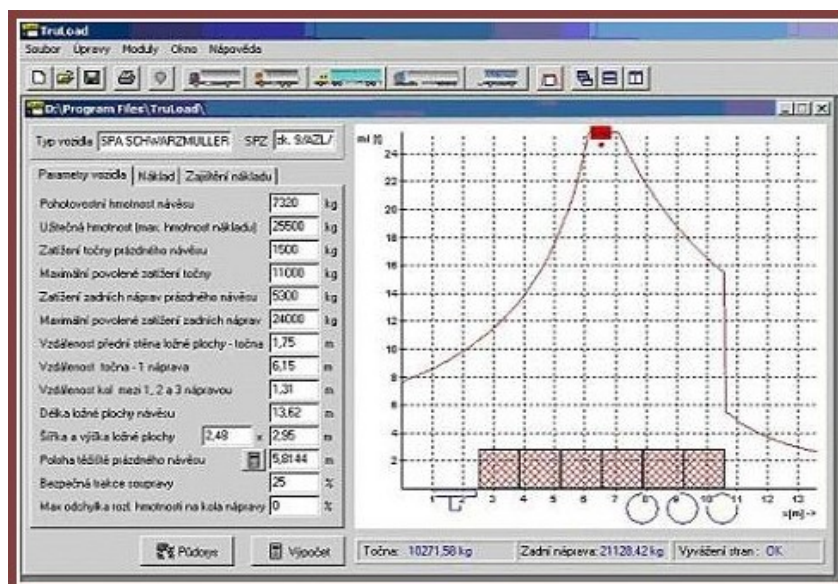 TruLoad
Soubor Úpravy Moduly Okno Nápověda
D:\Program Files\TruLoad\
Typ vozidla SPA SCHWARZMULLER SPZ zk. 9/AZL/
Parametry vozidla Náklad Zajištění nákladu
Pohotovostní hmotnost návěsu 7320 kg
Užitečná hmotnost (max. hmotnost nákladu) 25500 kg
Zatížení točny prázdného návěsu 1500 kg
Maximální povolené zatížení točny 11000 kg
Zatížení zadních náprav prázdného návěsu 5300 kg
Maximální povolené zatížení zadních náprav 24000 kg
Vzdálenost přední stěna ložné plochy - točna 1,75 m
Vzdálenost točna - 1 náprava 6,15 m
Vzdálenost kol mezi 1, 2 a 3 nápravou 1,31 m
Délka ložné plochy návěsu 13,62 m
Šířka a výška ložné plochy 2,48 x 2,95 m
Poloha těžiště prázdného návěsu 5,8144 m
Bezpečná trakce soupravy 25 %
Max odchylka rozl. hmotnosti na kola nápravy 0 %
Půdorys Výpočet
ml [t]
24
22
20
18
16
14
12
10
8
6
4
2
1 2 3 4 5 6 7 8 9 10 11 12 13
x[m] ->
Točna: 10271,58 kg Zadní náprava: 21128,42 kg Vyvážení stran : OK